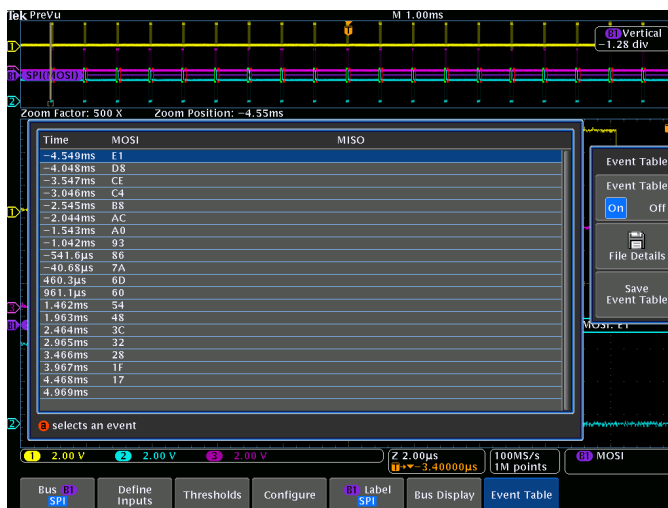 Tek PreVu M 1.00ms
B1 Vertical
−1.28 div
1
B1 SPI(MOSI)
2
Zoom Factor: 500 X Zoom Position: −4.55ms
Time MOSI MISO
−4.549ms E1
−4.048ms D8
−3.547ms CE
−3.046ms C4
−2.545ms B8
−2.044ms AC
−1.543ms A0
−1.042ms 93
−541.6µs 86
−40.68µs 7A
460.3µs 6D
961.1µs 60
1.462ms 54
1.963ms 48
2.464ms 3C
2.965ms 32
3.466ms 28
3.967ms 1F
4.468ms 17
4.969ms
a selects an event
Event Table
Event Table
On Off
File Details
Save
Event Table
1
3
B1
MOSI: E1
2
1 2.00 V 2 2.00 V 3 2.00 V
Z 2.00µs
T→▼−3.40000µs
100MS/s
1M points
B1 MOSI
Bus B1
SPI
Define
Inputs
Thresholds
Configure
B1 Label
SPI
Bus Display
Event Table